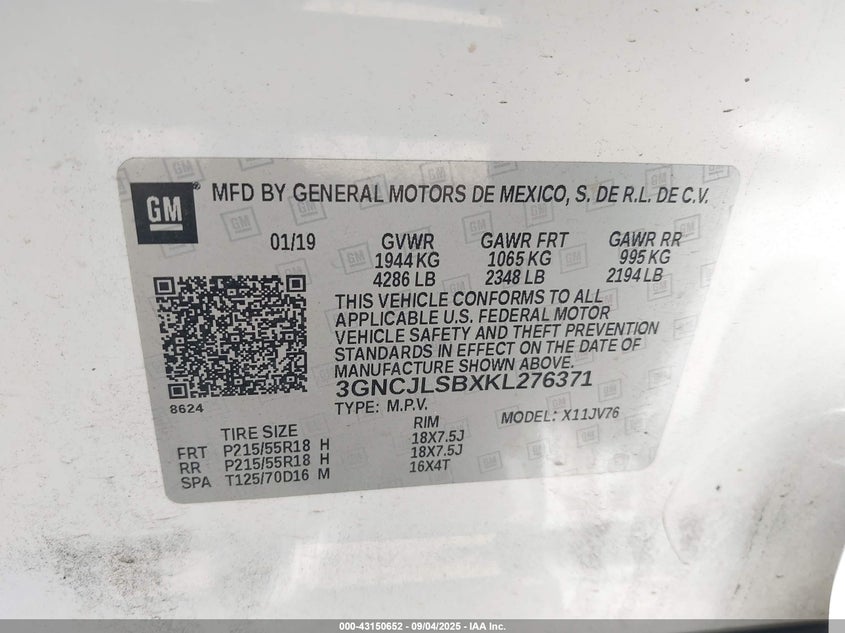 GM
MFD BY GENERAL MOTORS DE MEXICO, S. DE R.L. DE C.V.
01/19 GVWR GAWR FRT GAWR RR
1944 KG 1065 KG 995 KG
4286 LB 2348 LB 2194 LB
THIS VEHICLE CONFORMS TO ALL
APPLICABLE U.S. FEDERAL MOTOR
VEHICLE SAFETY AND THEFT PREVENTION
STANDARDS IN EFFECT ON THE DATE OF
MANUFACTURE SHOWN ABOVE.
3GNCJLSBXKL276371
8624
TYPE: M.P.V. MODEL: X11JV76
TIRE SIZE RIM
FRT P215/55R18 H 18X7.5J
RR P215/55R18 H 18X7.5J
SPA T125/70D16 M 16X4T
000-43150652 - 09/04/2025 - IAA Inc.